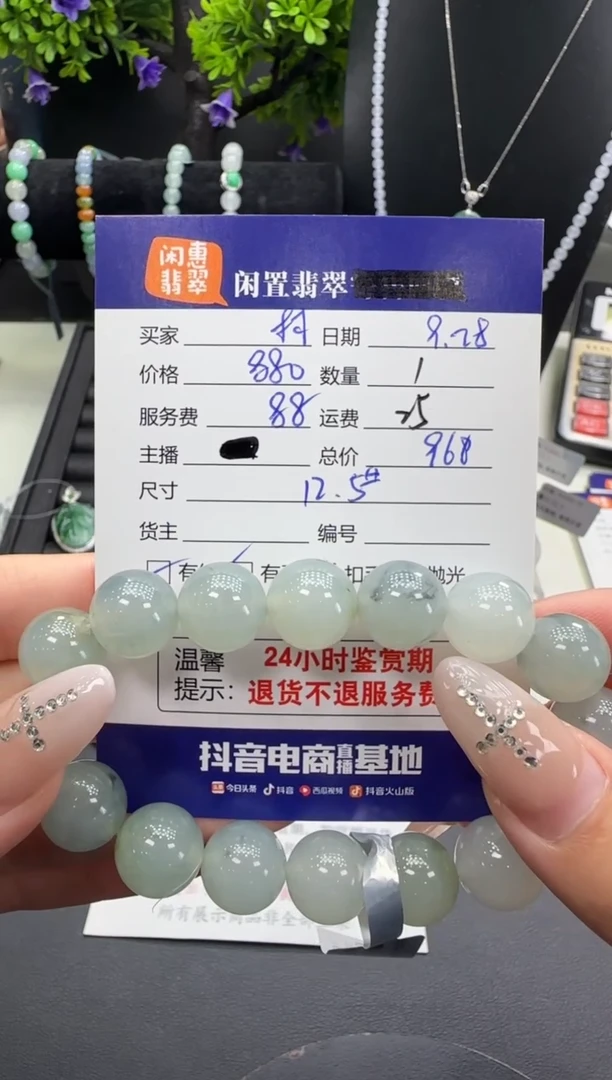 闲惠
翡翠
闲置翡翠
买家 抖 日期 9.28
价格 880 数量 1
服务费 88 运费
主播 总价 968
尺寸 12.5
货主 编号
抛光
温馨 24小时鉴赏期
提示: 退货不退服务费
抖音电商直播基地
今日头条 抖音 西瓜视频 抖音火山版